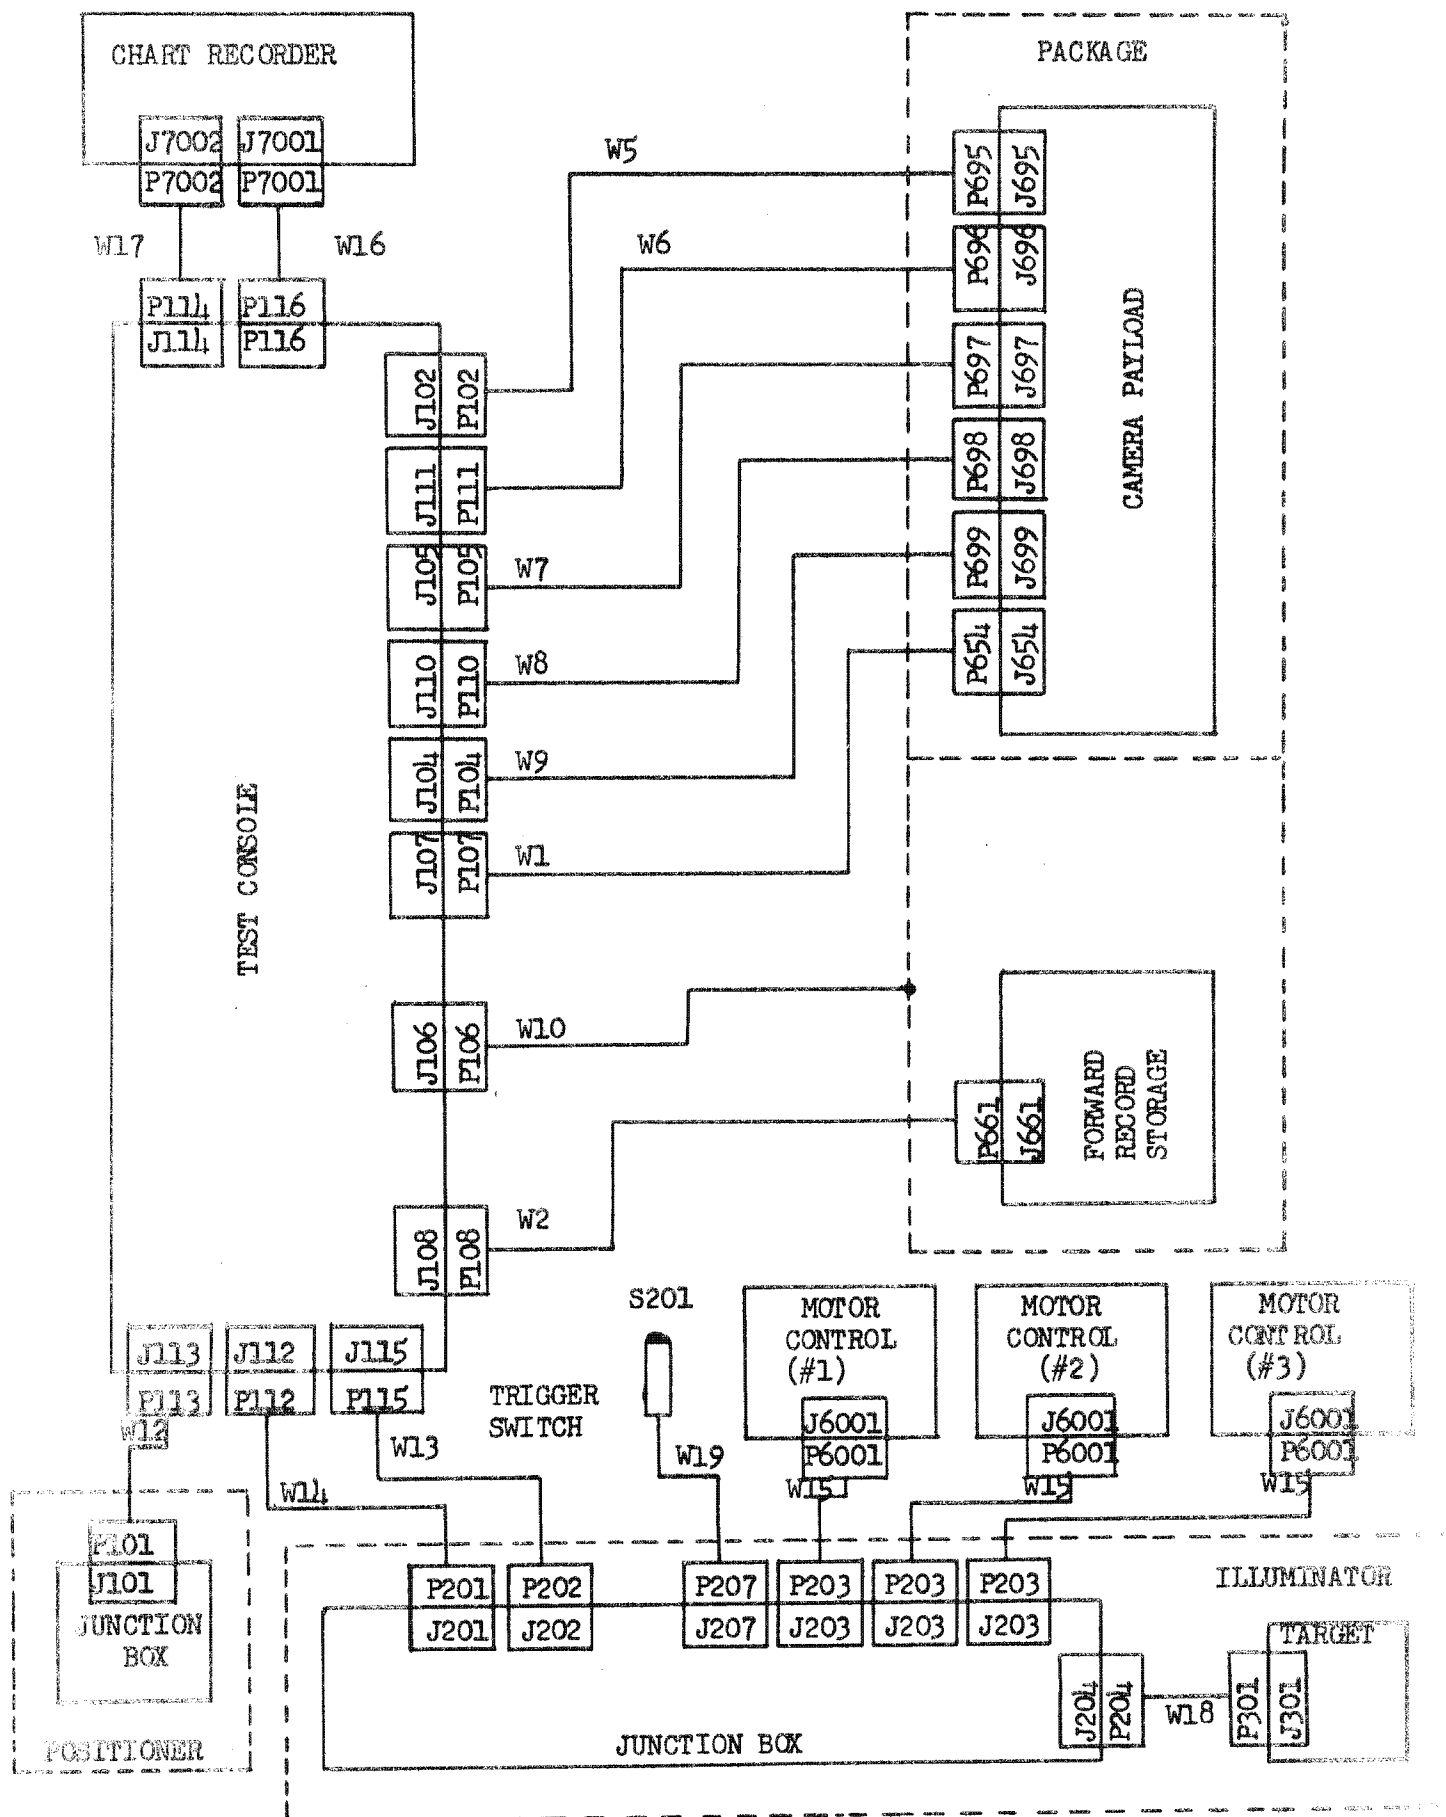 CHART RECORDER
J7002 J7001
P7002 P7001
W17 W16
P114 P116
J114 P116
TEST CONSOLE
J102 P102
J111 P111
J105 P105
J110 P110
J104 P104
J107 P107
J106 P106
J108 P108
W5
W6
W7
W8
W9
W1
W10
W2
PACKAGE
P695 J695
P696 J696
P697 J697
P698 J698
P699 J699
P654 J654
CAMERA PAYLOAD
P661 J661
FORWARD
RECORD
STORAGE
J113 J112 J115
P113 P112 P115
W12
W14
W13
TRIGGER
SWITCH
S201
W19
MOTOR
CONTROL
(#1)
J6001
P6001
W15
MOTOR
CONTROL
(#2)
J6001
P6001
W15
MOTOR
CONTROL
(#3)
J6001
P6001
W15
P101
J101
JUNCTION
BOX
POSITIONER
P201 P202 P207 P203 P203 P203
J201 J202 J207 J203 J203 J203
ILLUMINATOR
J204 P204
W18
P301 J301
TARGET
JUNCTION BOX